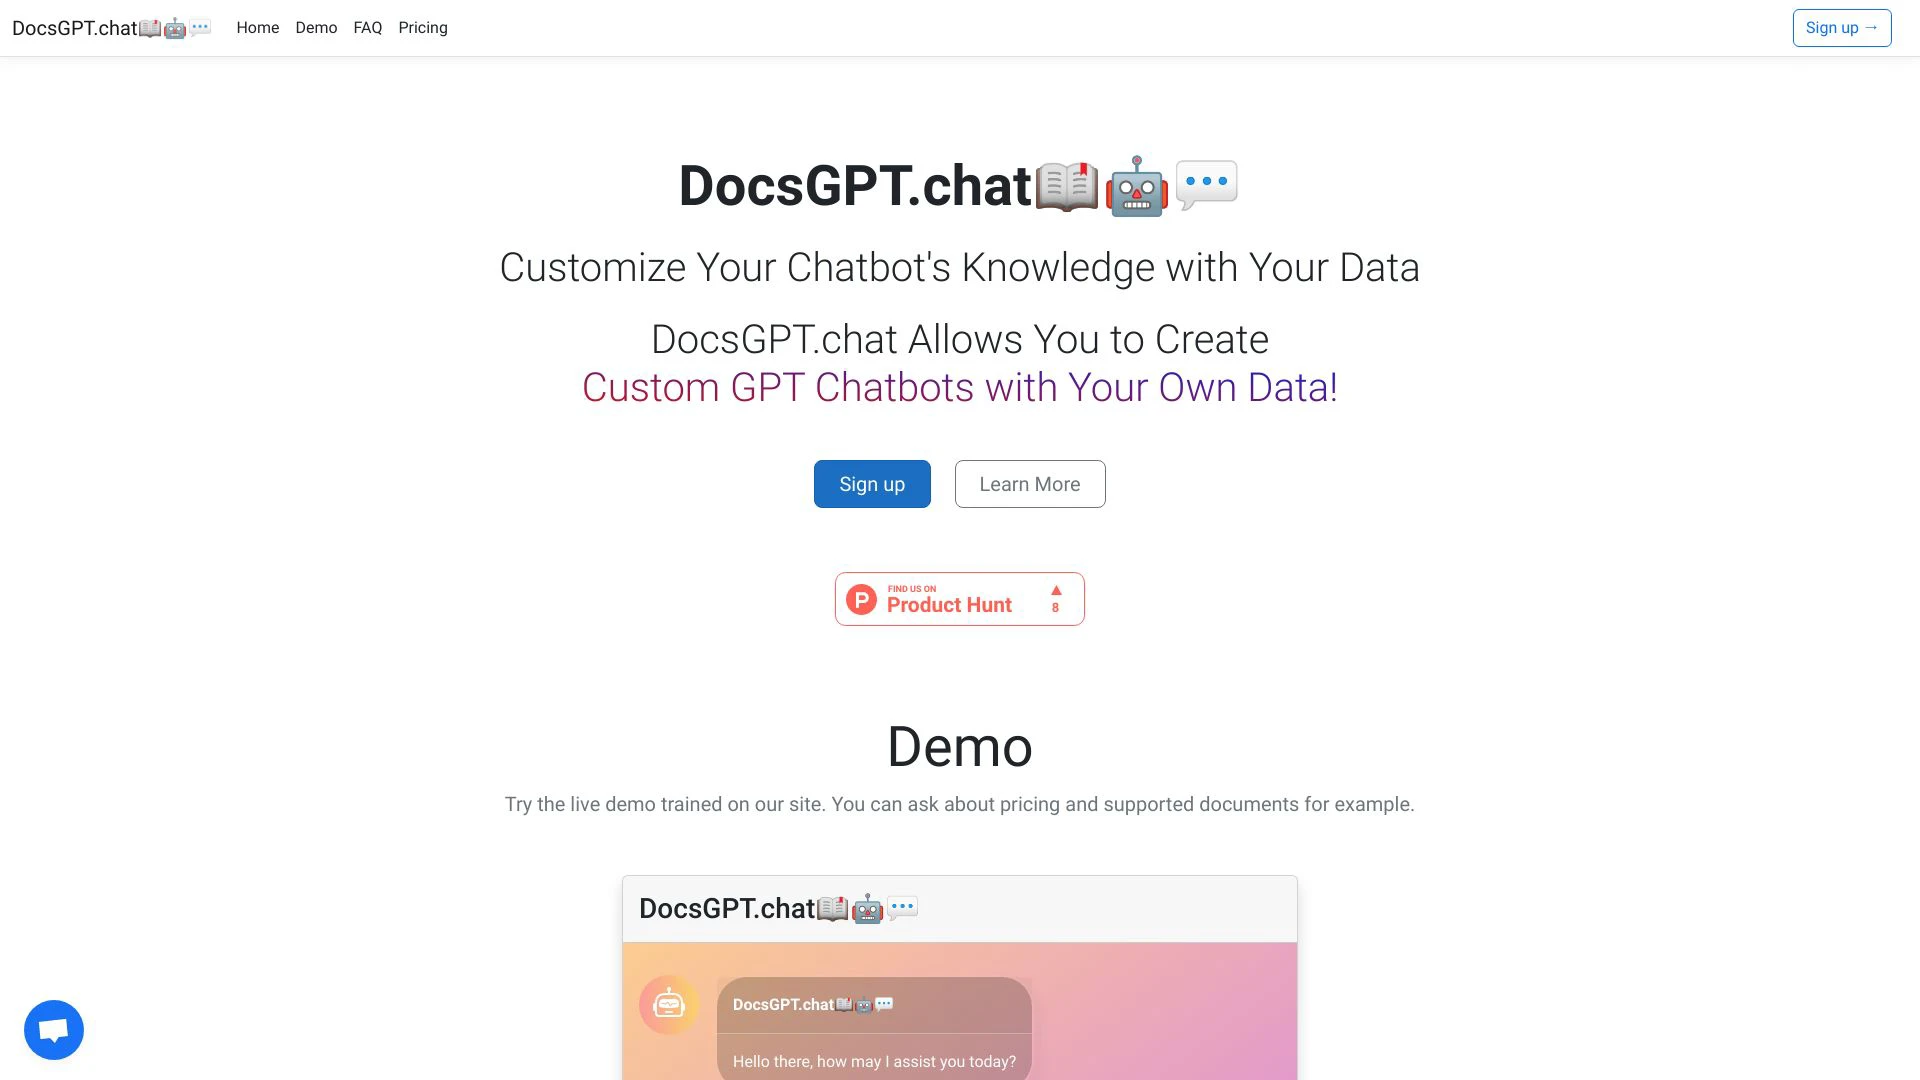 DocsGPT.chat📖🤖💬 Home Demo FAQ Pricing Sign up →
DocsGPT.chat📖🤖💬
Customize Your Chatbot's Knowledge with Your Data
DocsGPT.chat Allows You to Create
Custom GPT Chatbots with Your Own Data!
Sign up Learn More
FIND US ON
Product Hunt
▲
8
Demo
Try the live demo trained on our site. You can ask about pricing and supported documents for example.
DocsGPT.chat📖🤖💬
DocsGPT.chat📖🤖💬
Hello there, how may I assist you today?